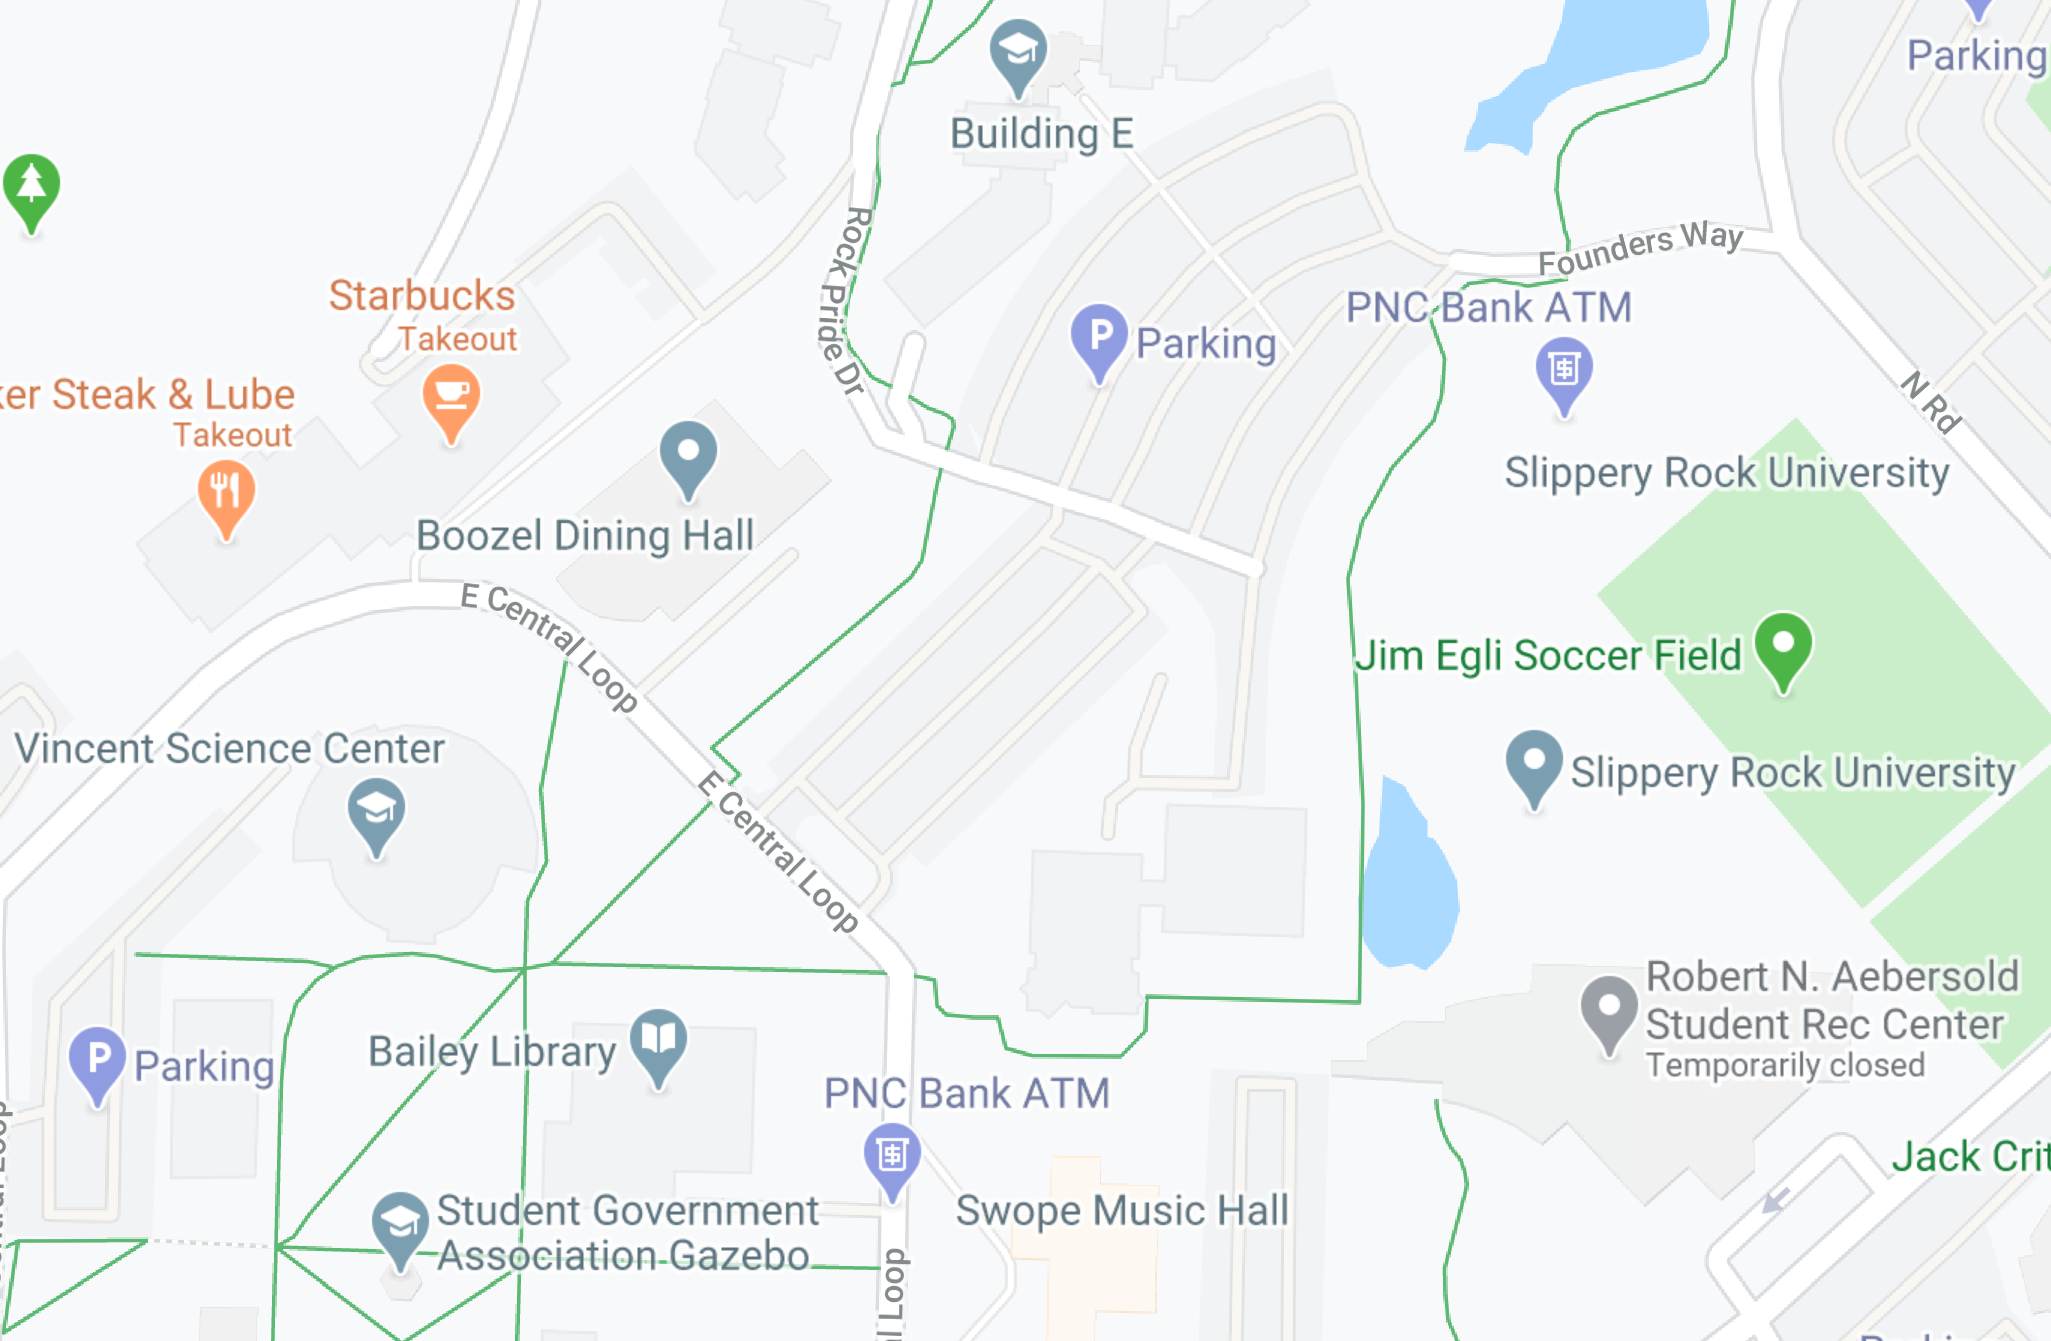 Parking
Building E
Rock Pride Dr
Founders Way
Starbucks
Takeout
PNC Bank ATM
Parking
ker Steak & Lube
Takeout
N Rd
Slippery Rock University
Boozel Dining Hall
E Central Loop
Jim Egli Soccer Field
Vincent Science Center
Slippery Rock University
E Central Loop
Robert N. Aebersold
Student Rec Center
Temporarily closed
Bailey Library
Parking
PNC Bank ATM
Jack Crit
Swope Music Hall
Student Government
Association Gazebo
l Loop
ntral Loop